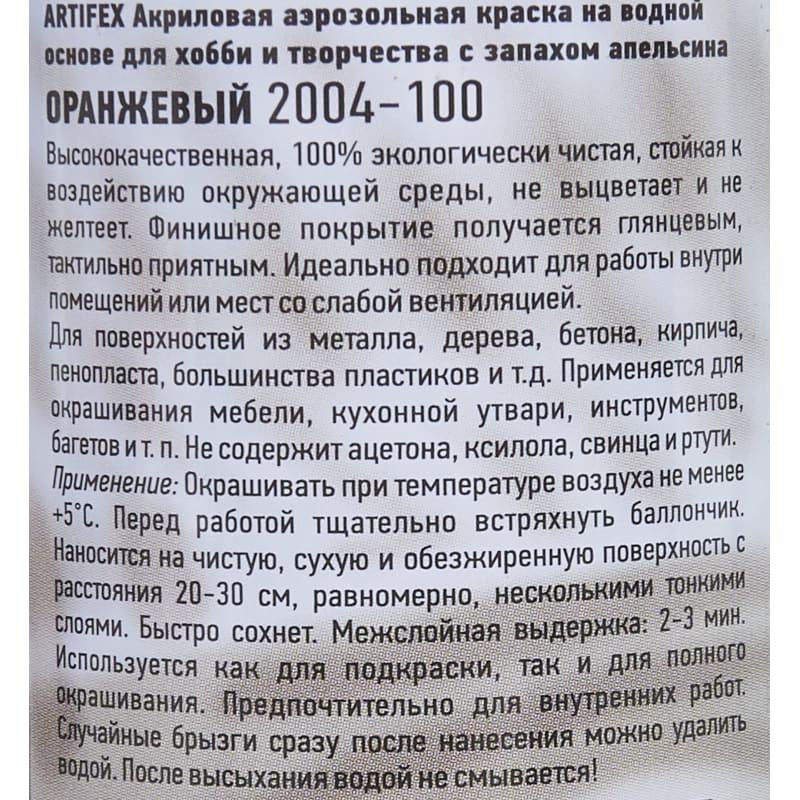 ARTIFEX Акриловая аэрозольная краска на водной
основе для хобби и творчества с запахом апельсина
ОРАНЖЕВЫЙ 2004-100
Высококачественная, 100% экологически чистая, стойкая к
воздействию окружающей среды, не выцветает и не
желтеет. Финишное покрытие получается глянцевым,
тактильно приятным. Идеально подходит для работы внутри
помещений или мест со слабой вентиляцией.
Для поверхностей из металла, дерева, бетона, кирпича,
пенопласта, большинства пластиков и т.д. Применяется для
окрашивания мебели, кухонной утвари, инструментов,
багетов и т. п. Не содержит ацетона, ксилола, свинца и ртути.
Применение: Окрашивать при температуре воздуха не менее
+5°С. Перед работой тщательно встряхнуть баллончик.
Наносится на чистую, сухую и обезжиренную поверхность с
расстояния 20-30 см, равномерно, несколькими тонкими
слоями. Быстро сохнет. Межслойная выдержка: 2-3 мин.
Используется как для подкраски, так и для полного
окрашивания. Предпочтительно для внутренних работ.
Случайные брызги сразу после нанесения можно удалить
водой. После высыхания водой не смывается!